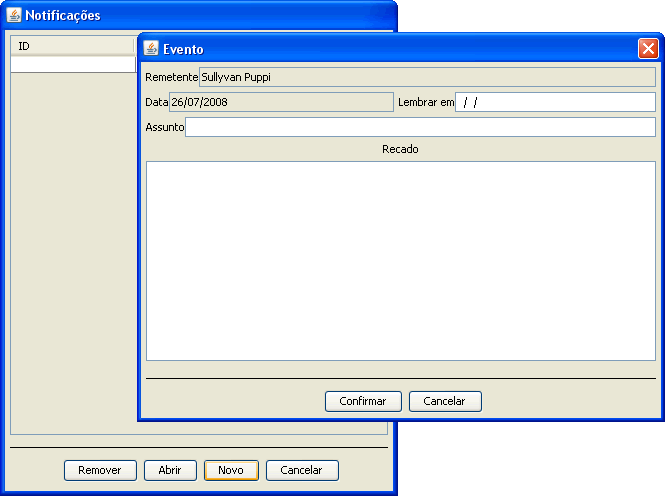 Notificações
ID
Evento
Remetente Sullyvan Puppi
Data 26/07/2008 Lembrar em / /
Assunto
Recado
Confirmar Cancelar
Remover Abrir Novo Cancelar